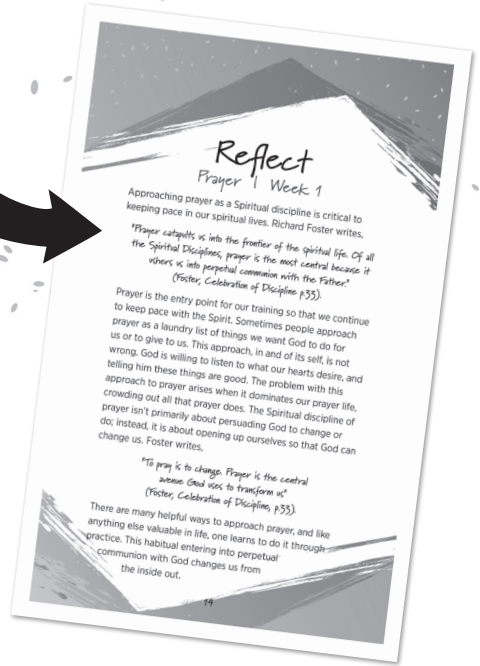 Reflect
Prayer | Week 1
Approaching prayer as a Spiritual discipline is critical to
keeping pace in our spiritual lives. Richard Foster writes,
"Prayer catapults us into the frontier of the spiritual life. Of all
the Spiritual Disciplines, prayer is the most central because it
ushers us into perpetual communion with the Father."
(Foster, Celebration of Discipline p.33).
Prayer is the entry point for our training so that we continue
to keep pace with the Spirit. Sometimes people approach
prayer as a laundry list of things we want God to do for
us or to give to us. This approach, in and of itself, is not
wrong. God is willing to listen to what our hearts desire, and
telling him these things are good. The problem with this
approach to prayer arises when it dominates our prayer life,
crowding out all that prayer does. The Spiritual discipline of
prayer isn't primarily about persuading God to change or
do; instead, it is about opening up ourselves so that God can
change us. Foster writes,
"To pray is to change. Prayer is the central
avenue God uses to transform us"
(Foster, Celebration of Discipline, p.33).
There are many helpful ways to approach prayer, and like
anything else valuable in life, one learns to do it through
practice. This habitual entering into perpetual
communion with God changes us from
the inside out.
14